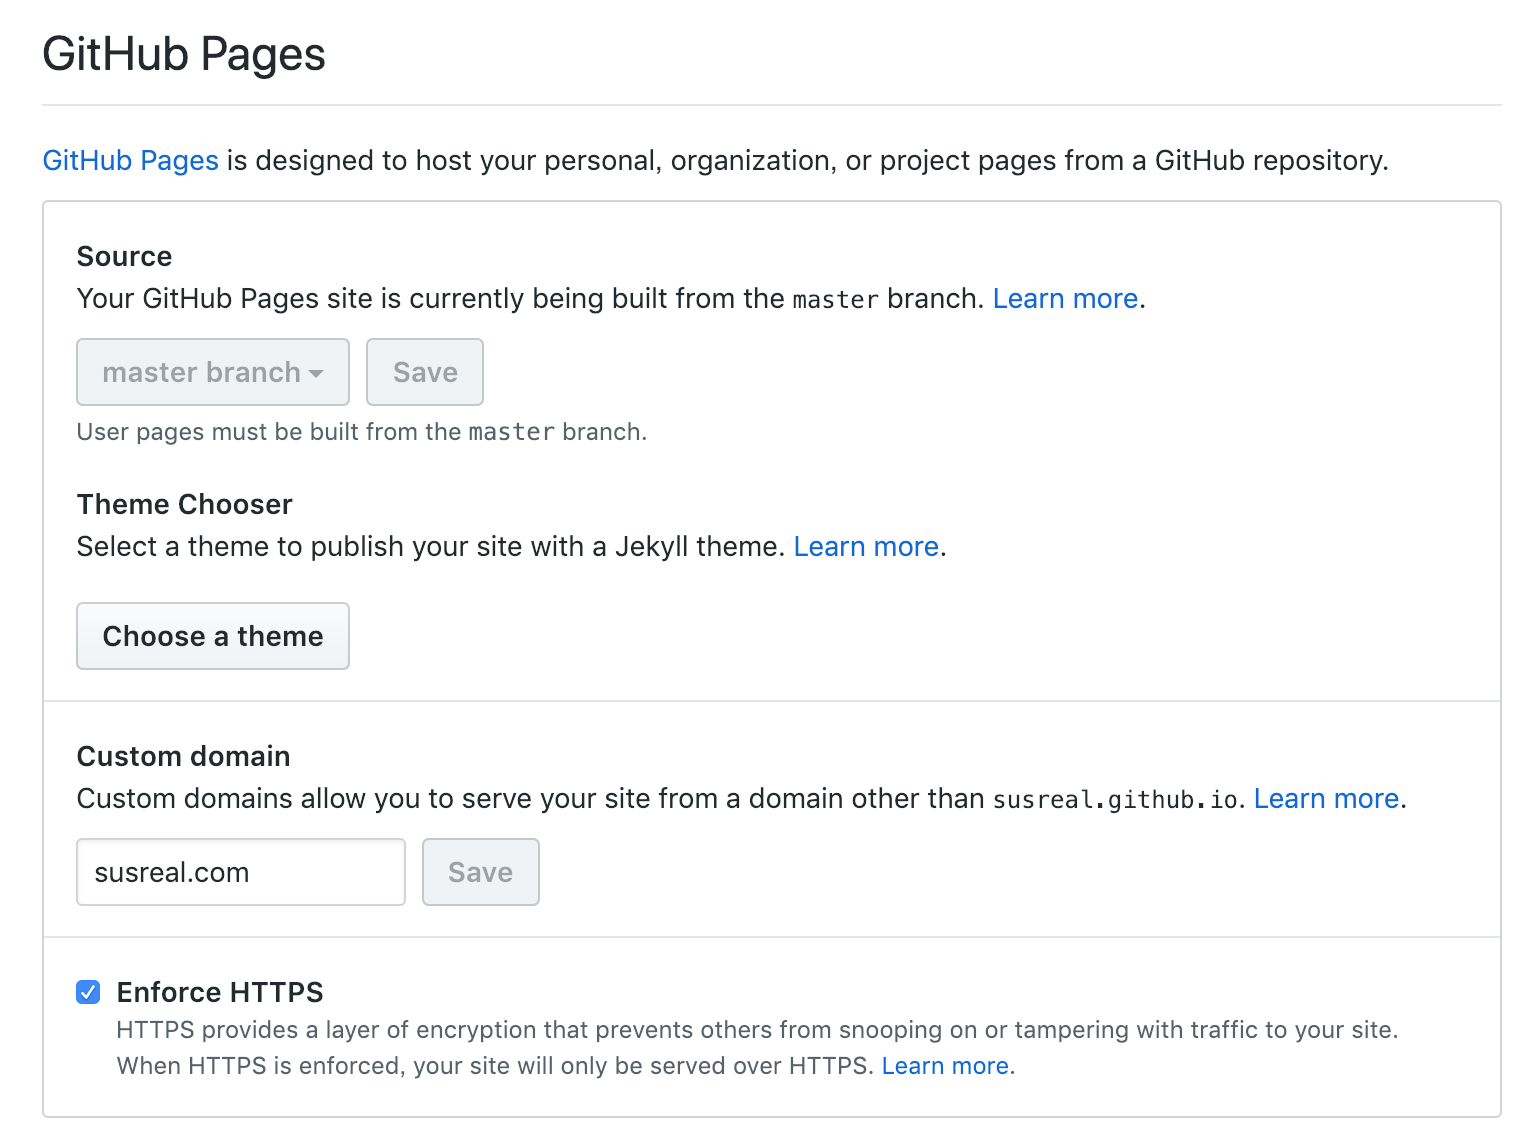 GitHub Pages
GitHub Pages is designed to host your personal, organization, or project pages from a GitHub repository.
Source
Your GitHub Pages site is currently being built from the master branch. Learn more.
master branch Save
User pages must be built from the master branch.
Theme Chooser
Select a theme to publish your site with a Jekyll theme. Learn more.
Choose a theme
Custom domain
Custom domains allow you to serve your site from a domain other than susreal.github.io. Learn more.
susreal.com Save
Enforce HTTPS
HTTPS provides a layer of encryption that prevents others from snooping on or tampering with traffic to your site.
When HTTPS is enforced, your site will only be served over HTTPS. Learn more.